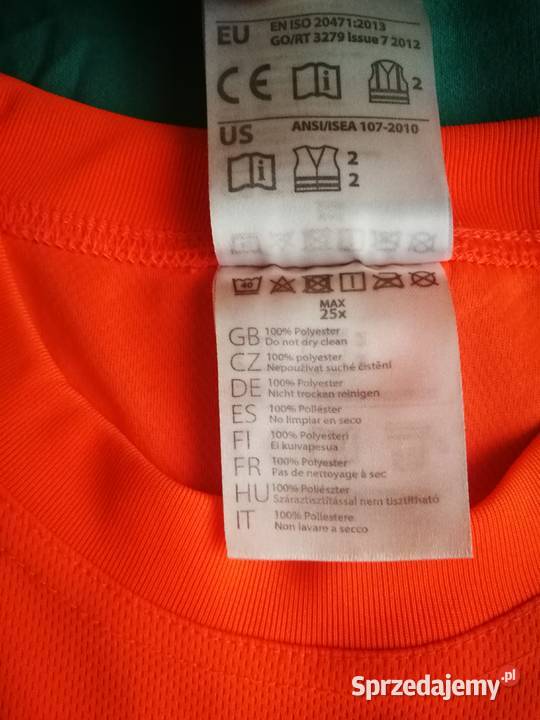 EU EN ISO 20471:2013
GO/RT 3279 Issue 7 2012
CE i 2
US ANSI/ISEA 107-2010
i 2
2
40
MAX
25x
GB 100% Polyester
Do not dry clean
CZ 100% polyester
Nepoužívat suché čistění
DE 100% Polyester
Nicht trocken reinigen
ES 100% Poliester
No limpiar en seco
FI 100% Polyesteri
Ei kuivapesua
FR 100% Polyester
Pas de nettoyage à sec
HU 100% Poliészter
Száraztisztítással nem tisztítható
IT 100% Poliestere
Non lavare a secco
Sprzedajemy.pl